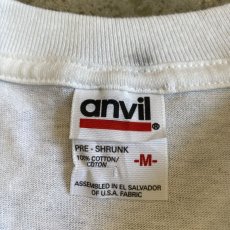 anvil®
PRE - SHRUNK
100% COTTON/
COTON
-M-
ASSEMBLED IN EL SALVADOR
OF U.S.A. FABRIC